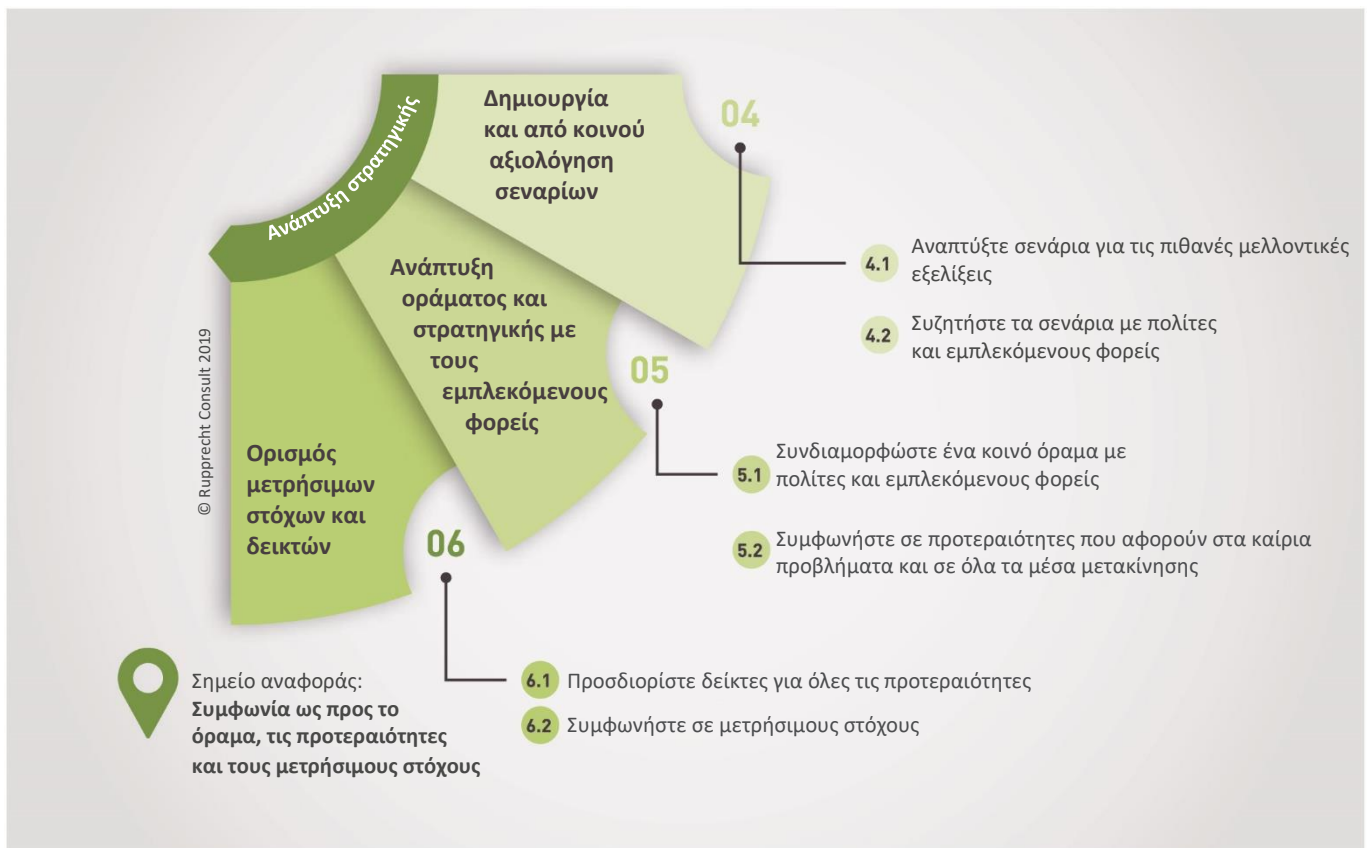 Ανάπτυξη στρατηγικής
Δημιουργία
και από κοινού
αξιολόγηση
σεναρίων
04
4.1
Αναπτύξτε σενάρια για τις πιθανές μελλοντικές
εξελίξεις
4.2
Συζητήστε τα σενάρια με πολίτες
και εμπλεκόμενους φορείς
Ανάπτυξη
οράματος και
στρατηγικής με
τους
εμπλεκόμενους
φορείς
05
5.1
Συνδιαμορφώστε ένα κοινό όραμα με
πολίτες και εμπλεκόμενους φορείς
5.2
Συμφωνήστε σε προτεραιότητες που αφορούν στα καίρια
προβλήματα και σε όλα τα μέσα μετακίνησης
Ορισμός
μετρήσιμων
στόχων και
δεικτών
06
6.1 Προσδιορίστε δείκτες για όλες τις προτεραιότητες
6.2 Συμφωνήστε σε μετρήσιμους στόχους
Σημείο αναφοράς:
Συμφωνία ως προς το
όραμα, τις προτεραιότητες
και τους μετρήσιμους στόχους
© Rupprecht Consult 2019